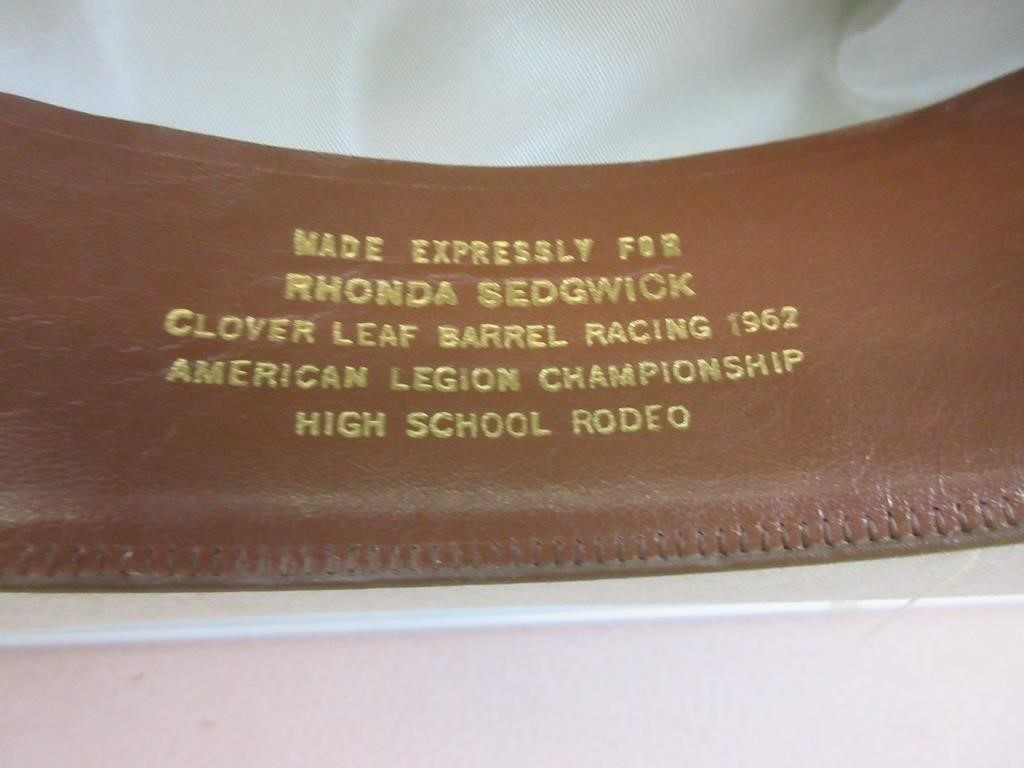 MADE EXPRESSLY FOR
RHONDA SEDGWICK
CLOVER LEAF BARREL RACING 1962
AMERICAN LEGION CHAMPIONSHIP
HIGH SCHOOL RODEO